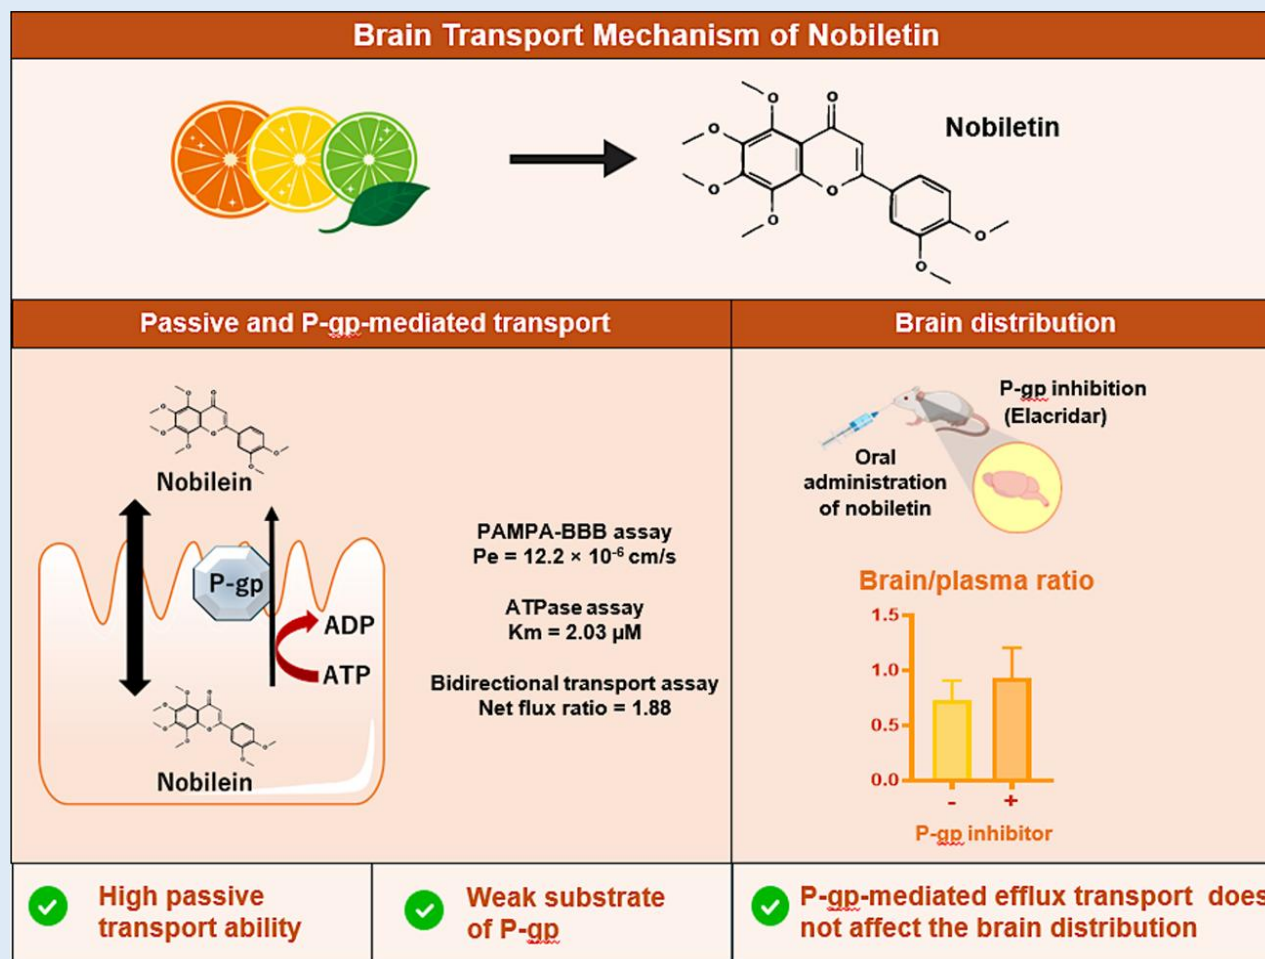 Brain Transport Mechanism of Nobiletin
Nobiletin
O
O
O
O
O
O
O
O
Passive and P-gp-mediated transport
Nobilein
P-gp
ADP
ATP
Nobilein
PAMPA-BBB assay
Pe = 12.2 × 10⁻⁶ cm/s
ATPase assay
Km = 2.03 µM
Bidirectional transport assay
Net flux ratio = 1.88
Brain distribution
P-gp inhibition
(Elacridar)
Oral
administration
of nobiletin
Brain/plasma ratio
1.5
1.0
0.5
0.0
- +
P-gp inhibitor
High passive
transport ability
Weak substrate
of P-gp
P-gp-mediated efflux transport does
not affect the brain distribution